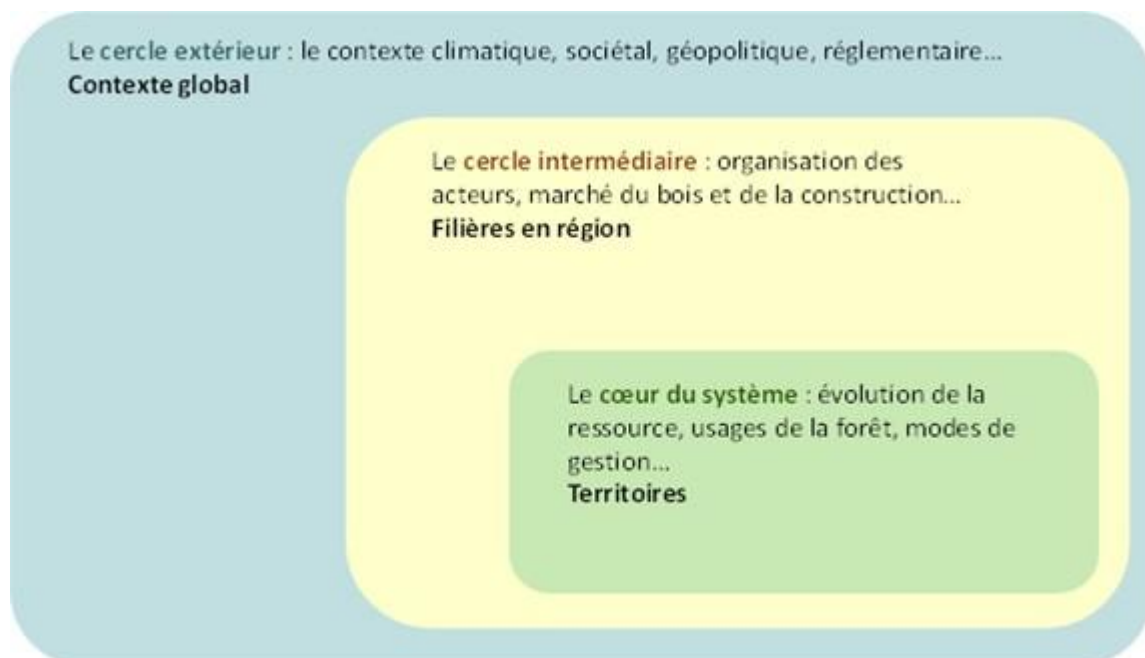 Le cercle extérieur : le contexte climatique, sociétal, géopolitique, réglementaire...
Contexte global
Le cercle intermédiaire : organisation des
acteurs, marché du bois et de la construction...
Filières en région
Le cœur du système : évolution de la
ressource, usages de la forêt, modes de
gestion...
Territoires